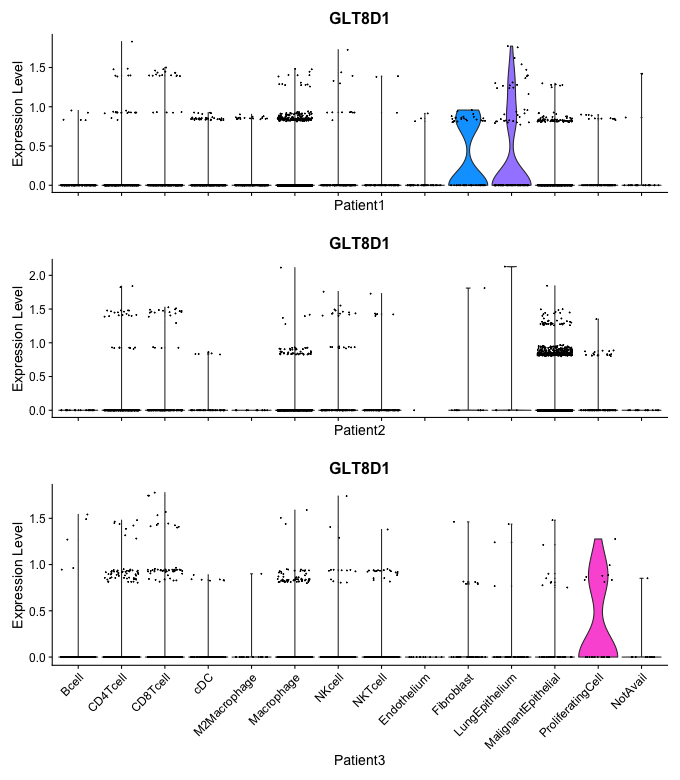 GLT8D1
Expression Level
1.5
1.0
0.5
0.0
Patient1
GLT8D1
Expression Level
2.0
1.5
1.0
0.5
0.0
Patient2
GLT8D1
Expression Level
1.5
1.0
0.5
0.0
Bcell
CD4Tcell
CD8Tcell
cDC
M2Macrophage
Macrophage
NKcell
NKTcell
Endothelium
Fibroblast
LungEpithelium
MalignantEpithelial
ProliferatingCell
NotAvail
Patient3